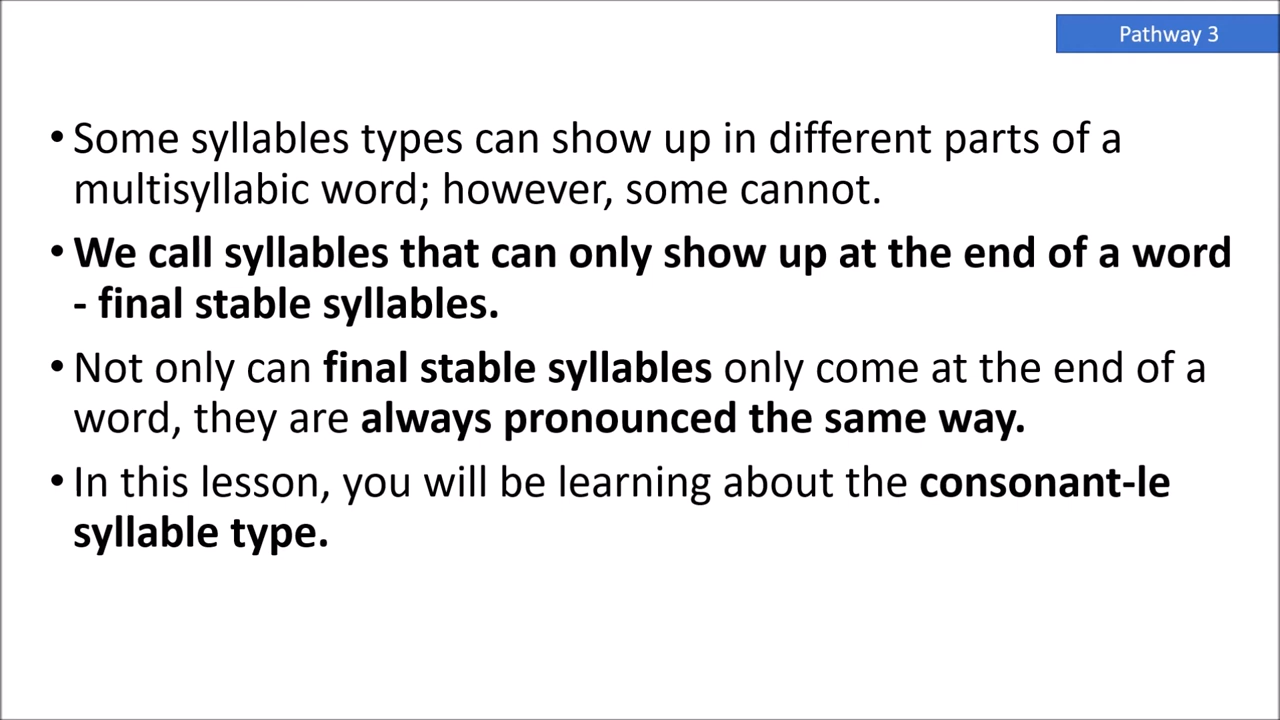 Pathway 3
• Some syllables types can show up in different parts of a
multisyllabic word; however, some cannot.
• We call syllables that can only show up at the end of a word
- final stable syllables.
• Not only can final stable syllables only come at the end of a
word, they are always pronounced the same way.
• In this lesson, you will be learning about the consonant-le
syllable type.